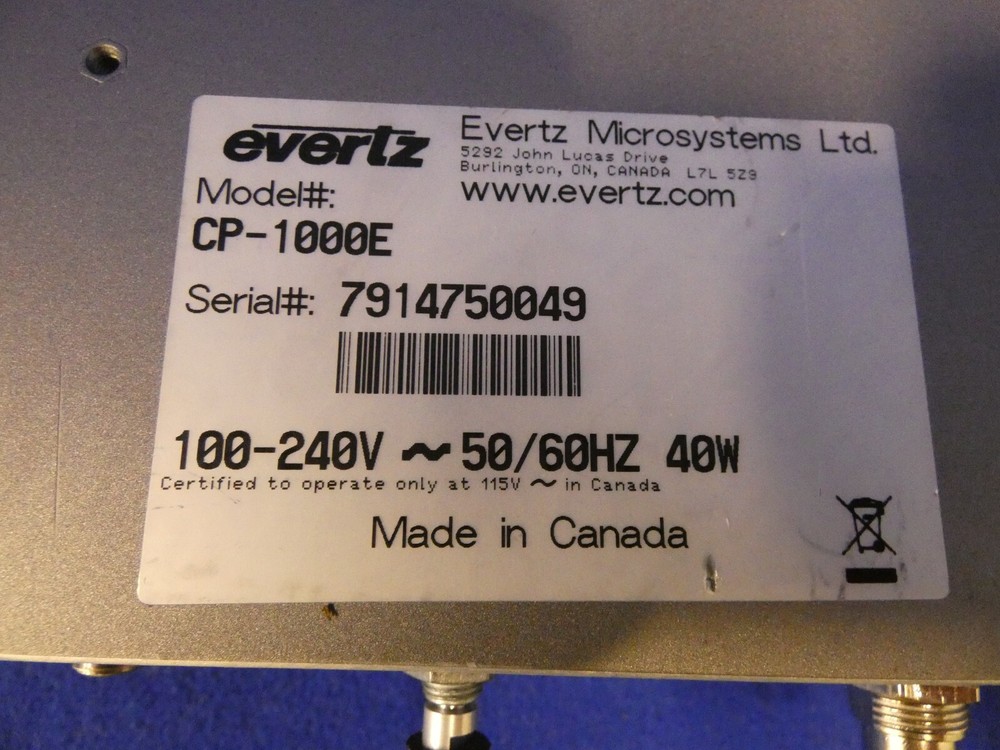 evertz
Evertz Microsystems Ltd.
5292 John Lucas Drive
Burlington, ON, CANADA L7L 5Z9
www.evertz.com
Model#:
CP-1000E
Serial#: 7914750049
100-240V ~ 50/60HZ 40W
Certified to operate only at 115V ~ in Canada
Made in Canada